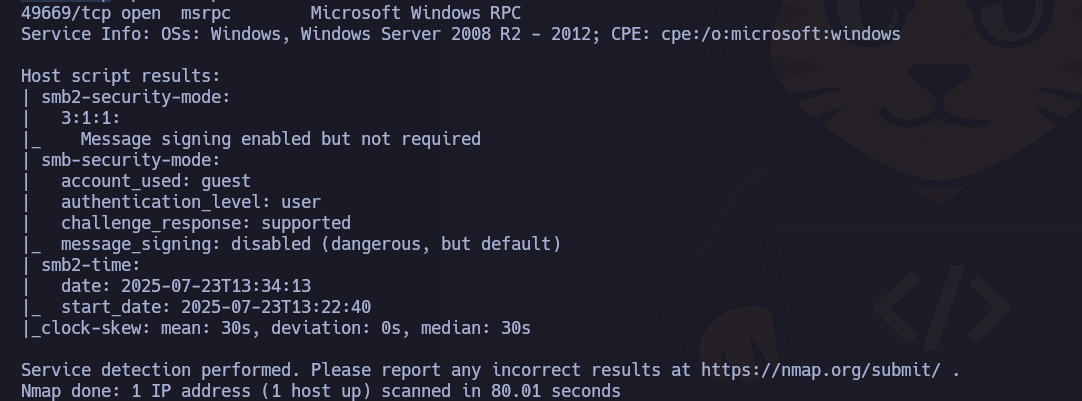 49669/tcp open  msrpc        Microsoft Windows RPC
Service Info: OSs: Windows, Windows Server 2008 R2 - 2012; CPE: cpe:/o:microsoft:windows

Host script results:
| smb2-security-mode:
|   3:1:1:
|_    Message signing enabled but not required
| smb-security-mode:
|   account_used: guest
|   authentication_level: user
|   challenge_response: supported
|_  message_signing: disabled (dangerous, but default)
| smb2-time:
|   date: 2025-07-23T13:34:13
|_  start_date: 2025-07-23T13:22:40
|_clock-skew: mean: 30s, deviation: 0s, median: 30s

Service detection performed. Please report any incorrect results at https://nmap.org/submit/ .
Nmap done: 1 IP address (1 host up) scanned in 80.01 seconds